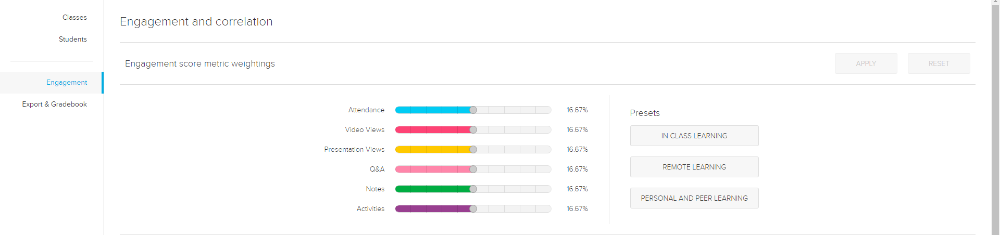 Classes
Students
Engagement
Export & Gradebook
Engagement and correlation
Engagement score metric weightings
APPLY
RESET
Attendance 16.67%
Video Views 16.67%
Presentation Views 16.67%
Q&A 16.67%
Notes 16.67%
Activities 16.67%
Presets
IN CLASS LEARNING
REMOTE LEARNING
PERSONAL AND PEER LEARNING